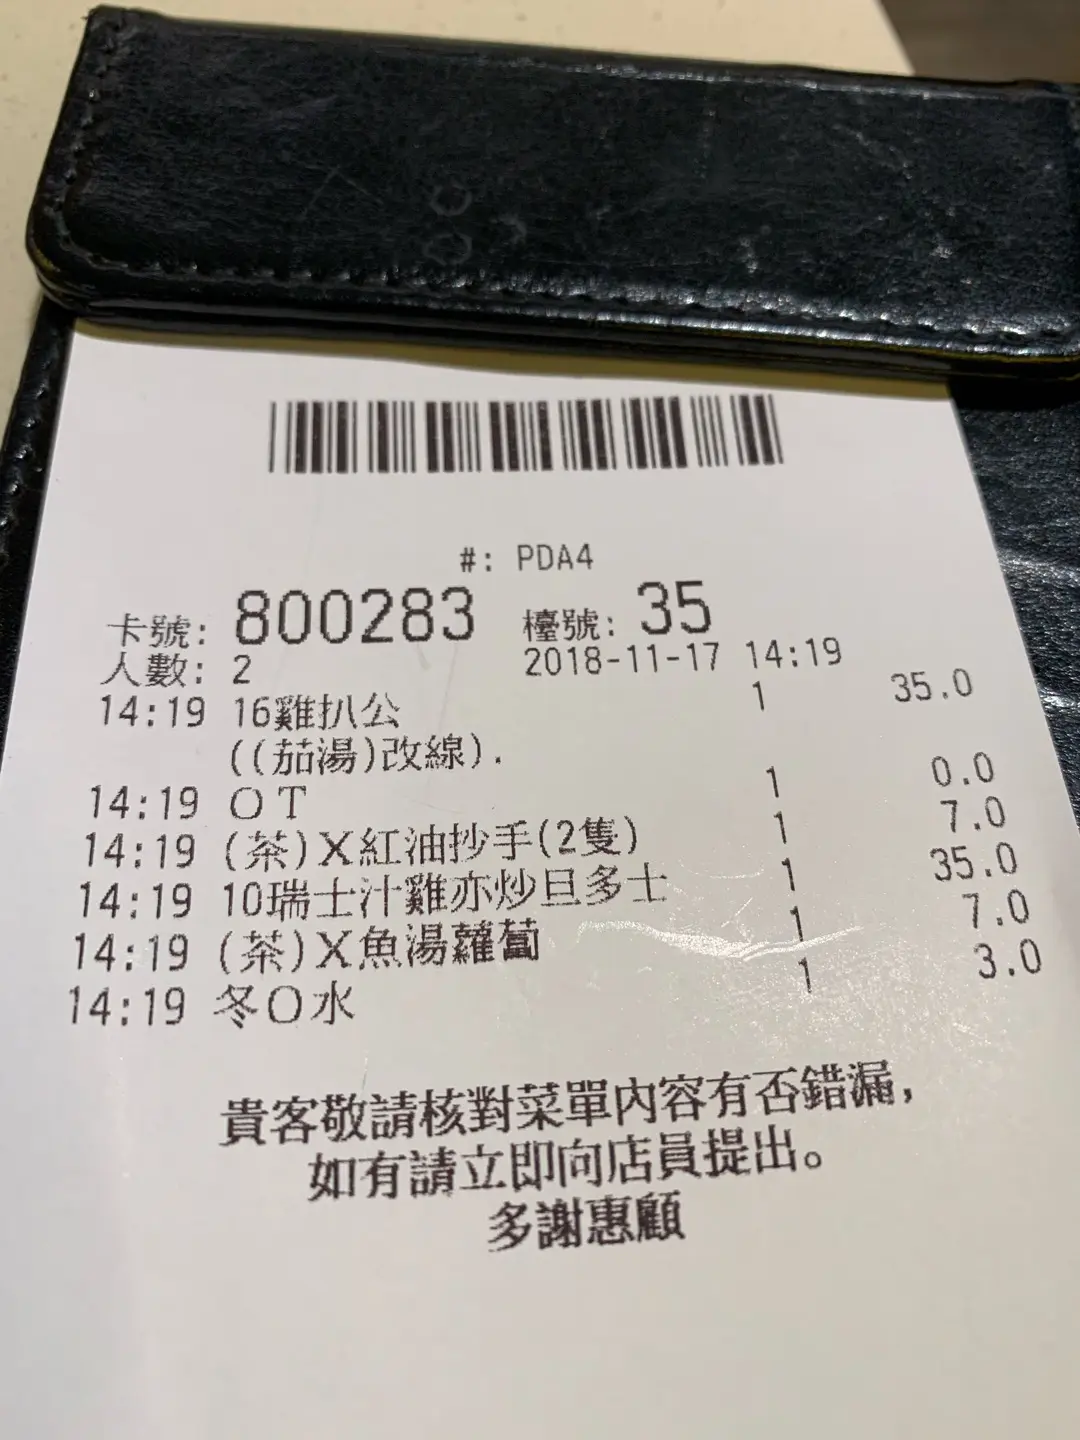 #: PDA4
卡號: 800283 檯號: 35
人數: 2 2018-11-17 14:19
14:19 16雞扒公 1 35.0
((茄湯)改線).
14:19 OT 1 0.0
14:19 (茶)X紅油抄手(2隻) 1 7.0
14:19 10瑞士汁雞亦炒旦多士 1 35.0
14:19 (茶)X魚湯蘿蔔 1 7.0
14:19 冬O水 1 3.0
貴客敬請核對菜單內容有否錯漏,
如有請立即向店員提出。
多謝惠顧